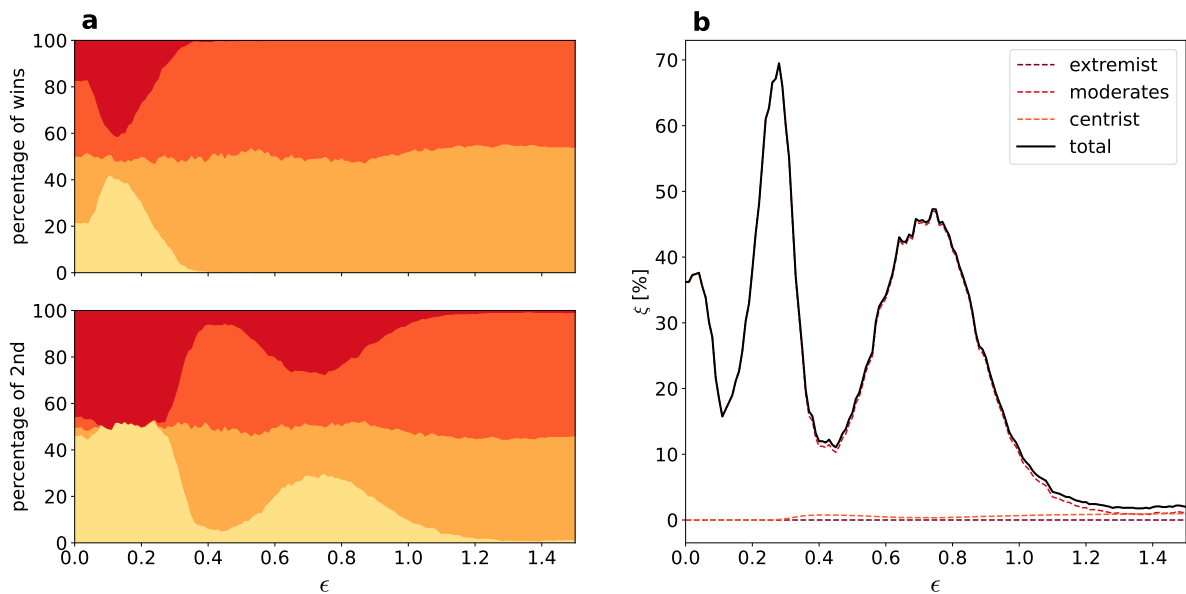 a
100
80
60
40
20
0
percentage of wins
100
80
60
40
20
0
percentage of 2nd
0.0 0.2 0.4 0.6 0.8 1.0 1.2 1.4
ϵ
b
70
60
50
40
30
20
10
0
ξ [%]
extremist
moderates
centrist
total
0.0 0.2 0.4 0.6 0.8 1.0 1.2 1.4
ϵ